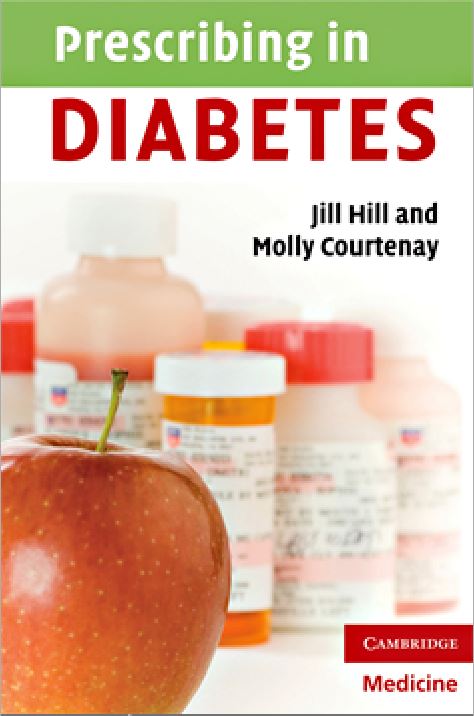 Prescribing in
DIABETES
Jill Hill and
Molly Courtenay
CAMBRIDGE
Medicine